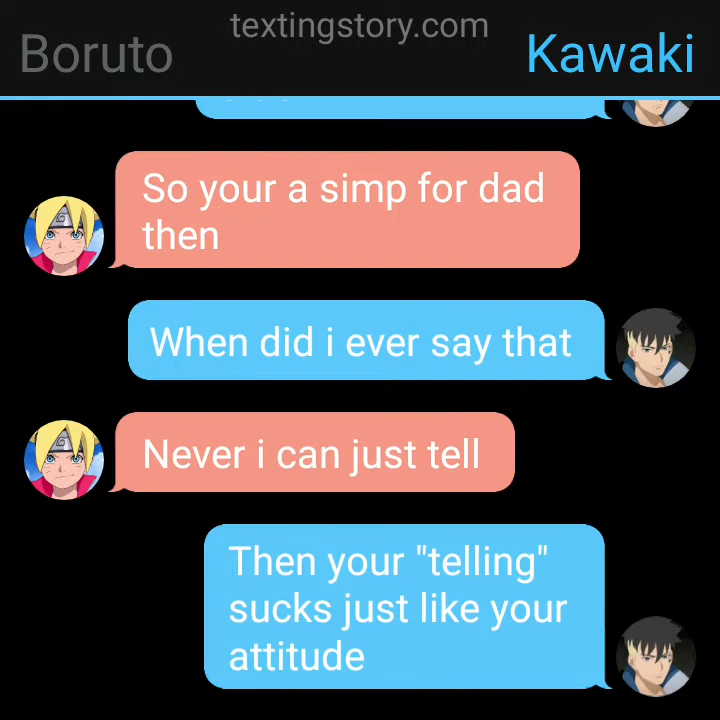 textingstory.com
Boruto
Kawaki
So your a simp for dad
then
When did i ever say that
Never i can just tell
Then your "telling"
sucks just like your
attitude